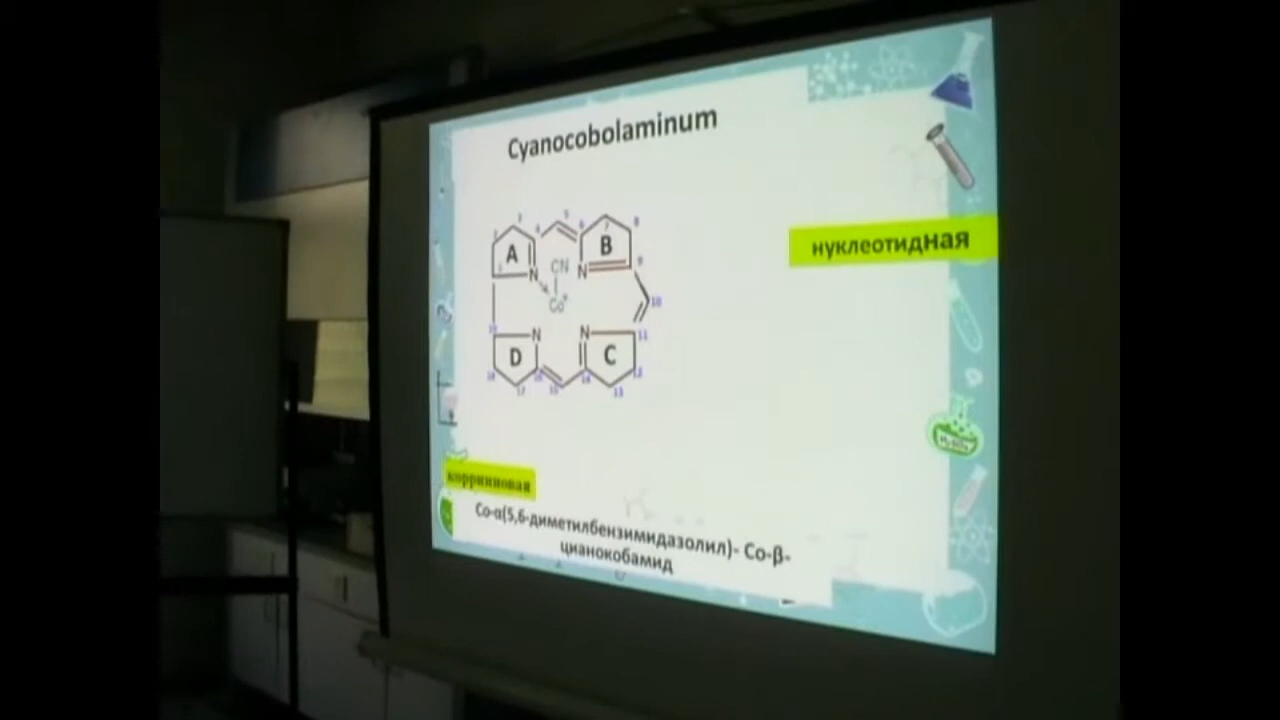 Cyanocobolaminum
нуклеотидная
A
B
CN
N
N
Co⁺
N
N
D
C
корриновая
Co-α(5,6-диметилбензимидазолил)- Co-β-
цианокобамид